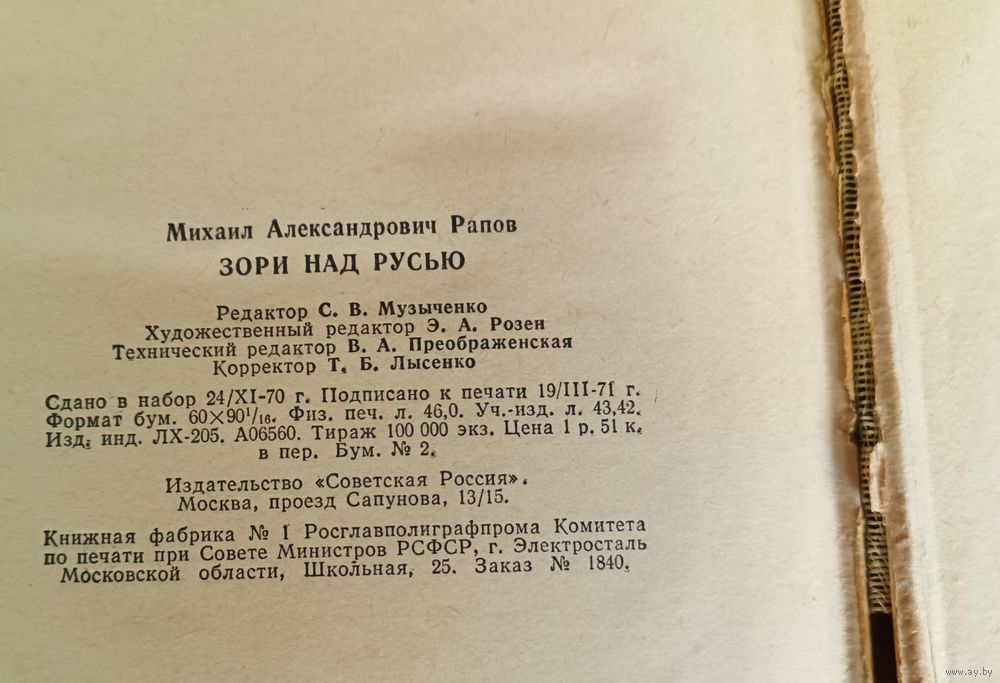 Михаил Александрович Рапов
ЗОРИ НАД РУСЬЮ
Редактор С. В. Музыченко
Художественный редактор Э. А. Розен
Технический редактор В. А. Преображенская
Корректор Т. Б. Лысенко
Сдано в набор 24/XI-70 г. Подписано к печати 19/III-71 г.
Формат бум. 60×90¹/₁₆. Физ. печ. л. 46,0. Уч.-изд. л. 43,42.
Изд. инд. ЛХ-205. А06560. Тираж 100 000 экз. Цена 1 р. 51 к.
в пер. Бум. № 2.
Издательство «Советская Россия».
Москва, проезд Сапунова, 13/15.
Книжная фабрика № 1 Росглавполиграфпрома Комитета
по печати при Совете Министров РСФСР, г. Электросталь
Московской области, Школьная, 25. Заказ № 1840.
www.ay.by